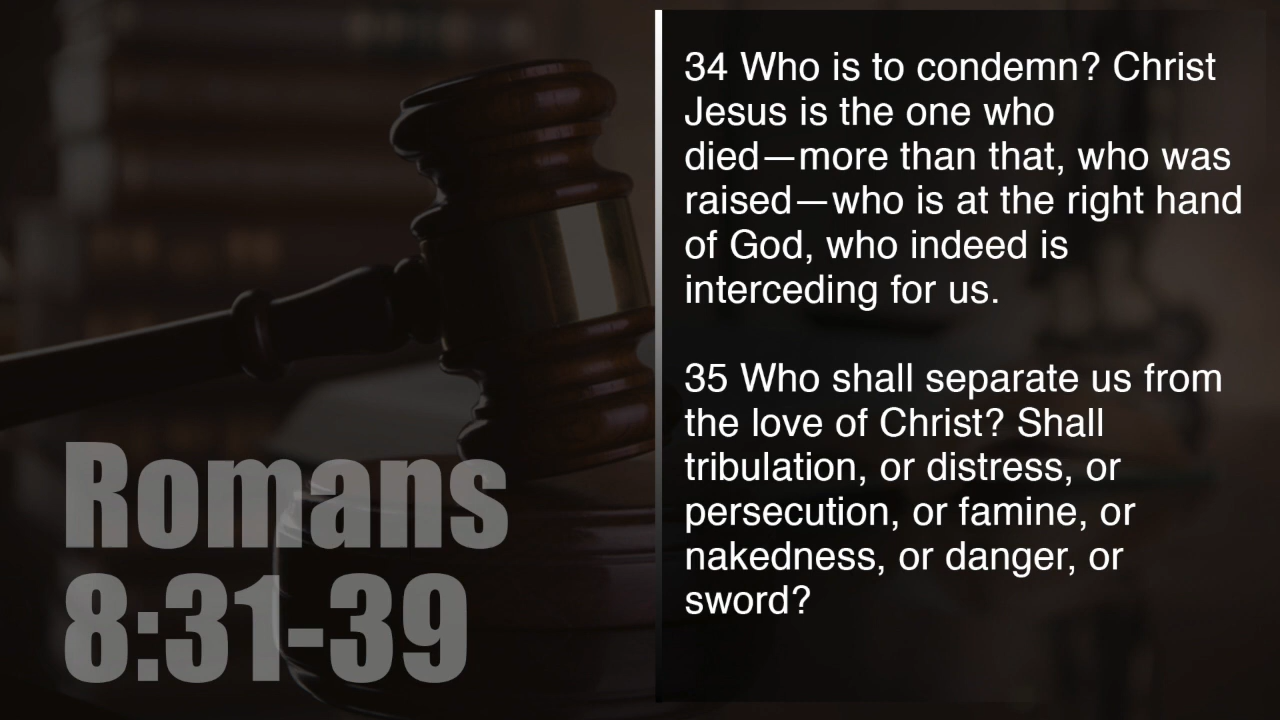 Romans
8:31-39
34 Who is to condemn? Christ
Jesus is the one who
died—more than that, who was
raised—who is at the right hand
of God, who indeed is
interceding for us.
35 Who shall separate us from
the love of Christ? Shall
tribulation, or distress, or
persecution, or famine, or
nakedness, or danger, or
sword?